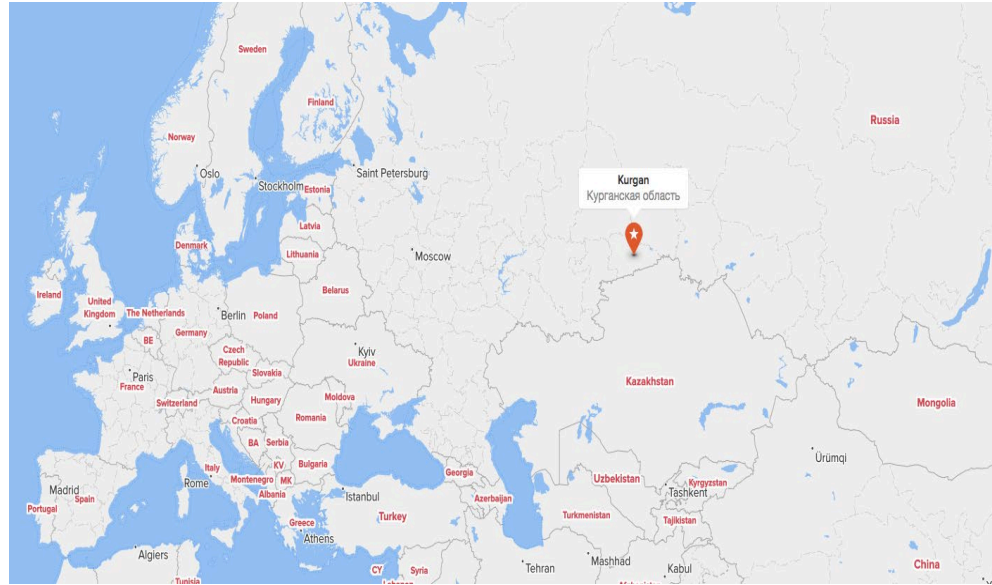 Sweden
Finland
Russia
Norway
Oslo
Saint Petersburg
Stockholm
Estonia
Kurgan
Курганская область
Latvia
Denmark
Lithuania
Moscow
Ireland
United
Kingdom
The Netherlands
Belarus
Berlin
Poland
BE
Germany
Kyiv
Ukraine
Czech
Republic
Slovakia
Paris
France
Austria
Switzerland
Hungary
Moldova
Kazakhstan
Mongolia
Croatia
Romania
BA
Serbia
Ürümqi
Italy
KV
Bulgaria
Georgia
Rome
Montenegro
MK
Albania
Istanbul
Uzbekistan
Kyrgyzstan
Tashkent
Madrid
Spain
Portugal
Azerbaijan
Turkey
Turkmenistan
Tajikistan
Greece
Athens
Algiers
Tunisia
CY
Syria
Tehran
Mashhad
Kabul
China